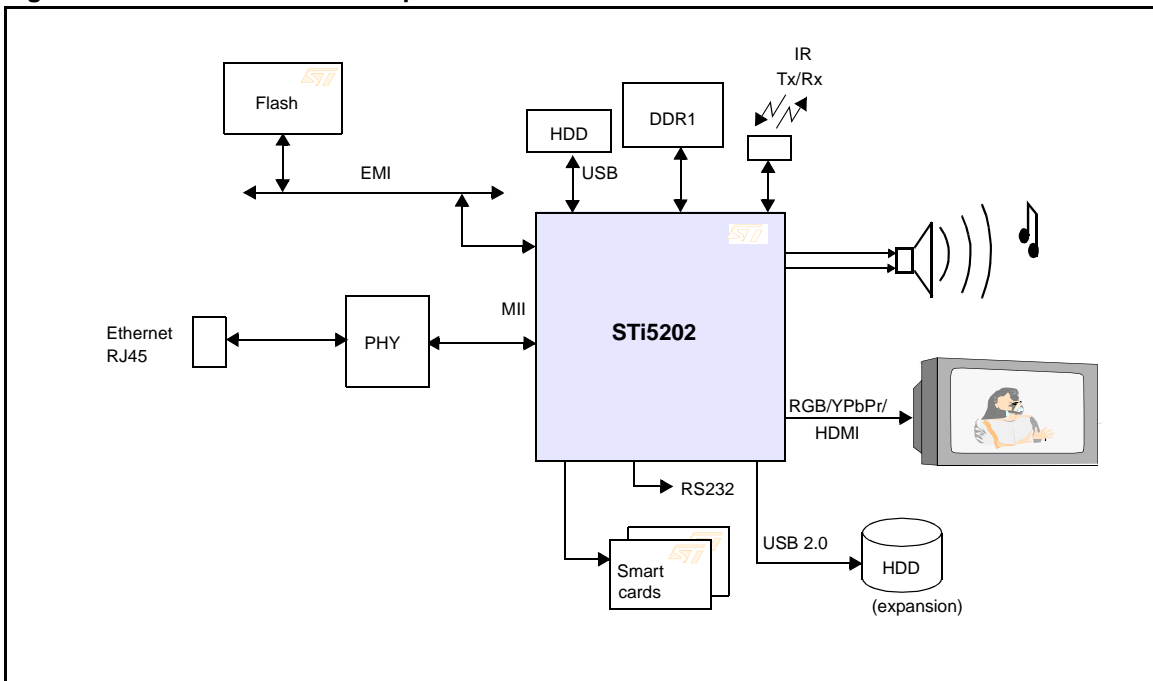 IR
Tx/Rx
Flash
HDD
DDR1
EMI
USB
MII
Ethernet
RJ45
PHY
STi5202
RGB/YPbPr/
HDMI
RS232
USB 2.0
Smart
cards
HDD
(expansion)